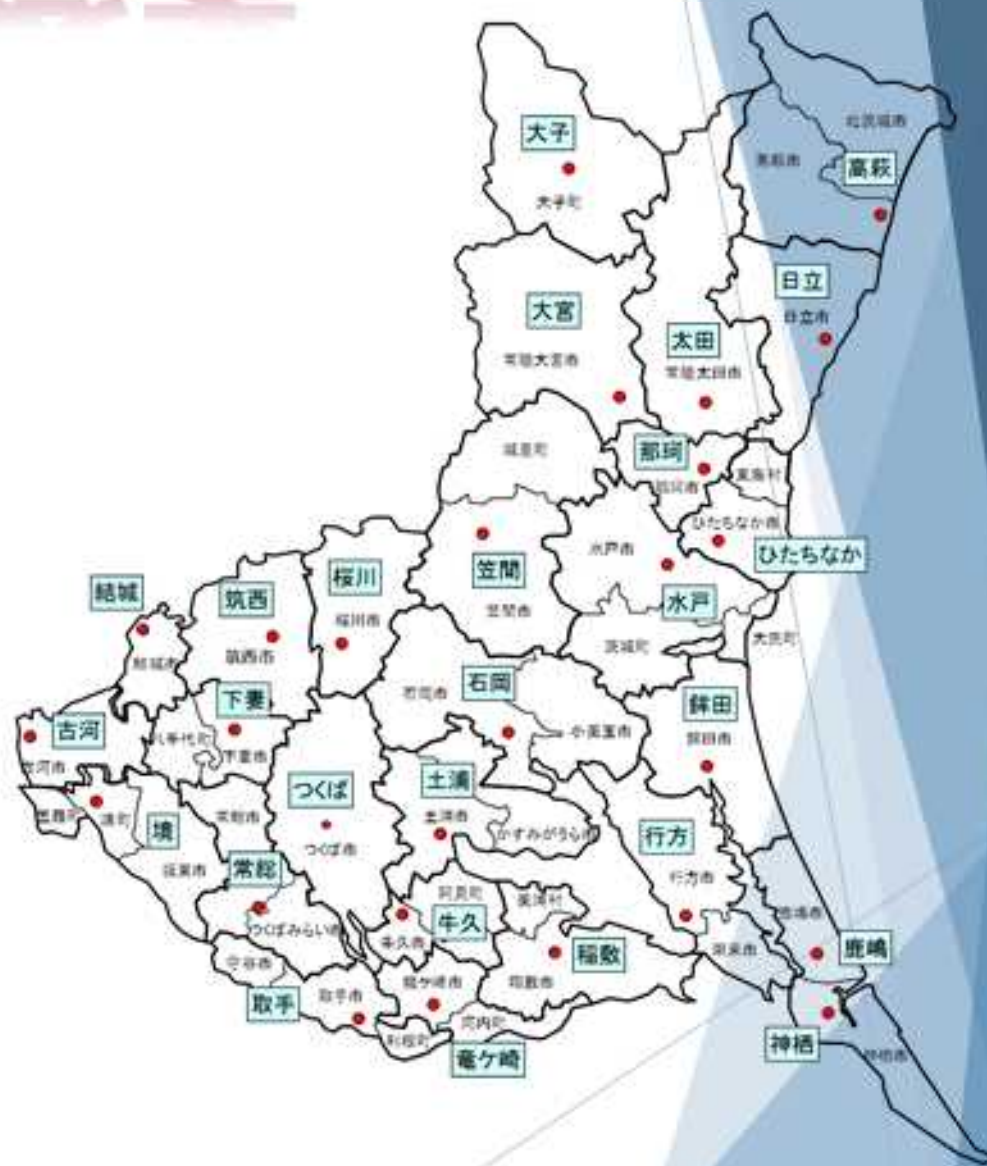 大子
大子町
北茨城市
高萩市
高萩
日立
日立市
大宮
常陸大宮市
太田
常陸太田市
城里町
那珂
那珂市
東海村
ひたちなか市
ひたちなか
水戸市
水戸
笠間
笠間市
茨城町
大洗町
桜川
桜川市
筑西
筑西市
結城
結城市
下妻
下妻市
八千代町
古河
古河市
五霞町
境町
境
坂東市
常総市
常総
つくばみらい市
つくば
つくば市
石岡市
石岡
小美玉市
鉾田
鉾田市
土浦
土浦市
かすみがうら市
行方
行方市
阿見町
美浦村
牛久
牛久市
稲敷
稲敷市
潮来市
鹿嶋市
鹿嶋
神栖
神栖市
守谷市
取手
取手市
龍ケ崎市
利根町
河内町
竜ケ崎